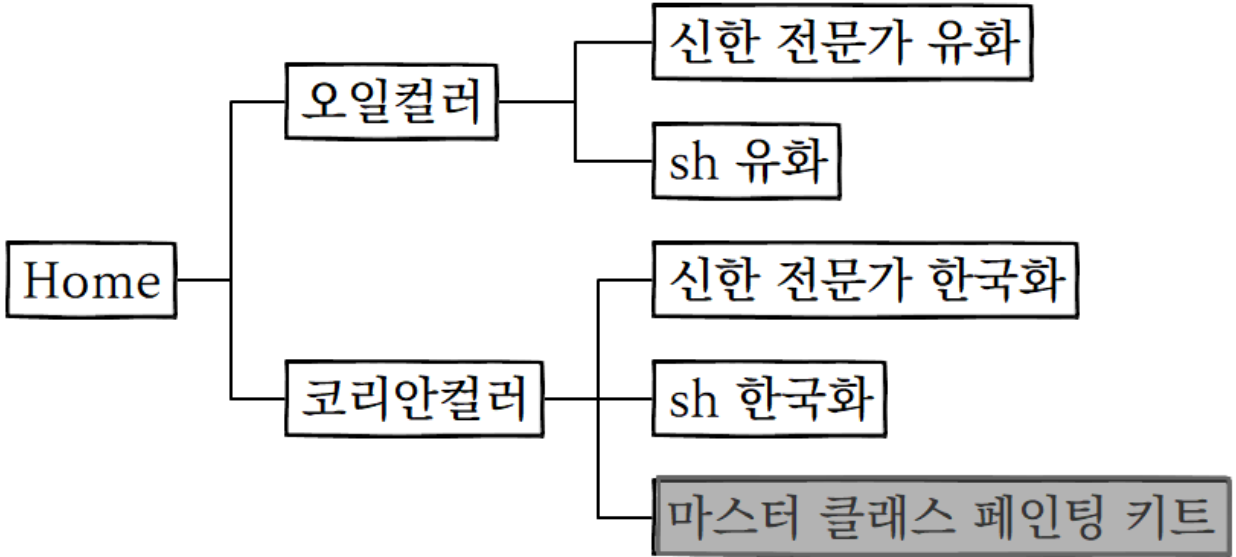 신한 전문가 유화
오일컬러
sh 유화
Home
신한 전문가 한국화
코리안컬러
sh 한국화
마스터 클래스 페인팅 키트